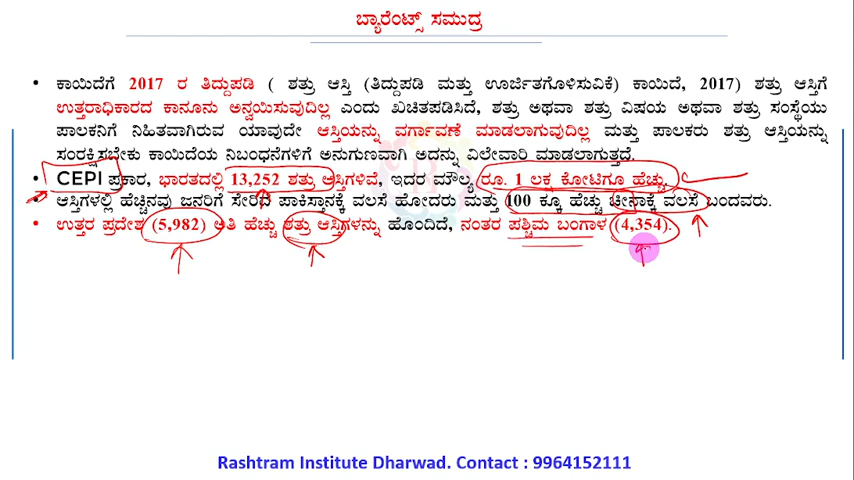 ಬ್ಯಾರೆಂಟ್ಸ್ ಸಮುದ್ರ
• ಕಾಯಿದೆಗೆ 2017 ರ ತಿದ್ದುಪಡಿ ( ಶತ್ರು ಆಸ್ತಿ (ತಿದ್ದುಪಡಿ ಮತ್ತು ಊರ್ಜಿತಗೊಳಿಸುವಿಕೆ) ಕಾಯಿದೆ, 2017) ಶತ್ರು ಆಸ್ತಿಗೆ
ಉತ್ತರಾಧಿಕಾರದ ಕಾನೂನು ಅನ್ವಯಿಸುವುದಿಲ್ಲ ಎಂದು ಖಚಿತಪಡಿಸಿದೆ, ಶತ್ರು ಅಥವಾ ಶತ್ರು ವಿಷಯ ಅಥವಾ ಶತ್ರು ಸಂಸ್ಥೆಯು
ಪಾಲಕನಿಗೆ ನಿಹಿತವಾಗಿರುವ ಯಾವುದೇ ಆಸ್ತಿಯನ್ನು ವರ್ಗಾವಣೆ ಮಾಡಲಾಗುವುದಿಲ್ಲ ಮತ್ತು ಪಾಲಕರು ಶತ್ರು ಆಸ್ತಿಯನ್ನು
ಸಂರಕ್ಷಿಸಬೇಕು ಕಾಯಿದೆಯ ನಿಬಂಧನೆಗಳಿಗೆ ಅನುಗುಣವಾಗಿ ಅದನ್ನು ವಿಲೇವಾರಿ ಮಾಡಲಾಗುತ್ತದೆ.
• CEPI ಪ್ರಕಾರ, ಭಾರತದಲ್ಲಿ 13,252 ಶತ್ರು ಆಸ್ತಿಗಳಿವೆ, ಇದರ ಮೌಲ್ಯ ರೂ. 1 ಲಕ್ಷ ಕೋಟಿಗೂ ಹೆಚ್ಚು
• ಆಸ್ತಿಗಳಲ್ಲಿ ಹೆಚ್ಚಿನವು ಜನರಿಗೆ ಸೇರಿವೆ ಪಾಕಿಸ್ತಾನಕ್ಕೆ ವಲಸೆ ಹೋದರು ಮತ್ತು 100 ಕ್ಕೂ ಹೆಚ್ಚು ಚೀನಾಕ್ಕೆ ವಲಸೆ ಬಂದವರು.
• ಉತ್ತರ ಪ್ರದೇಶ (5,982) ಅತಿ ಹೆಚ್ಚು ಶತ್ರು ಆಸ್ತಿಗಳನ್ನು ಹೊಂದಿದೆ, ನಂತರ ಪಶ್ಚಿಮ ಬಂಗಾಳ (4,354).
Rashtram Institute Dharwad. Contact : 9964152111